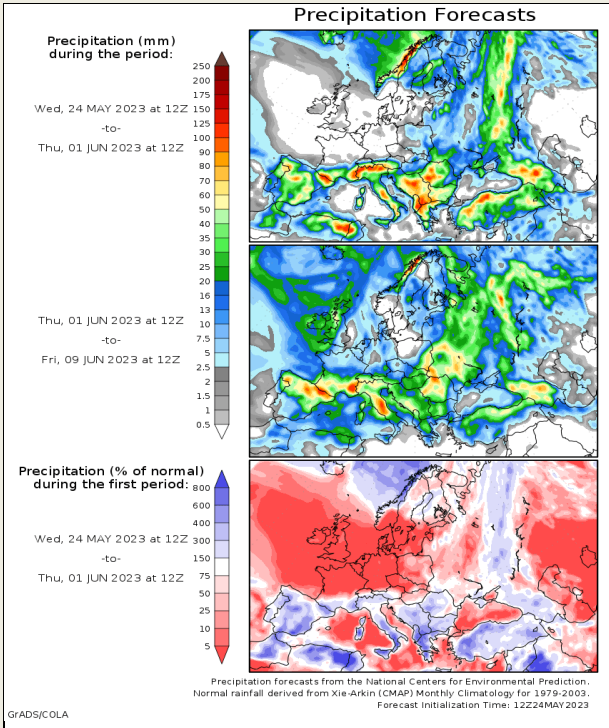 Precipitation Forecasts
Precipitation (mm)
during the period:
Wed, 24 MAY 2023 at 12Z
-to-
Thu, 01 JUN 2023 at 12Z
250
200
175
150
125
100
90
80
70
60
50
40
35
30
25
20
16
13
10
7.5
5
2.5
2
1.5
1
0.5
Thu, 01 JUN 2023 at 12Z
-to-
Fri, 09 JUN 2023 at 12Z
Precipitation (% of normal)
during the first period:
Wed, 24 MAY 2023 at 12Z
-to-
Thu, 01 JUN 2023 at 12Z
800
600
400
300
150
75
50
25
10
5
Precipitation forecasts from the National Centers for Environmental Prediction.
Normal rainfall derived from Xie-Arkin (CMAP) Monthly Climatology for 1979-2003.
Forecast Initialization Time: 12Z24MAY2023
GrADS/COLA